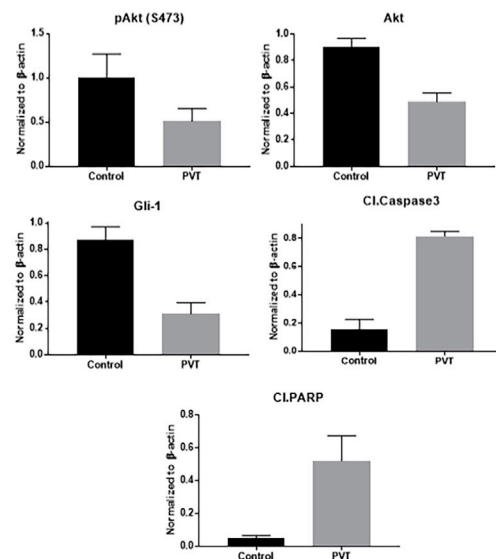 pAkt (S473)
Normalized to β-actin
1.5
1.0
0.5
0.0
Control PVT
Akt
Normalized to β-actin
1.0
0.8
0.6
0.4
0.2
0.0
Control PVT
Gli-1
Normalized to β-actin
1.0
0.8
0.6
0.4
0.2
0.0
Control PVT
Cl.Caspase3
Normalized to β-actin
0.8
0.6
0.4
0.2
0.0
Control PVT
Cl.PARP
Normalized to β-actin
0.8
0.6
0.4
0.2
0.0
Control PVT